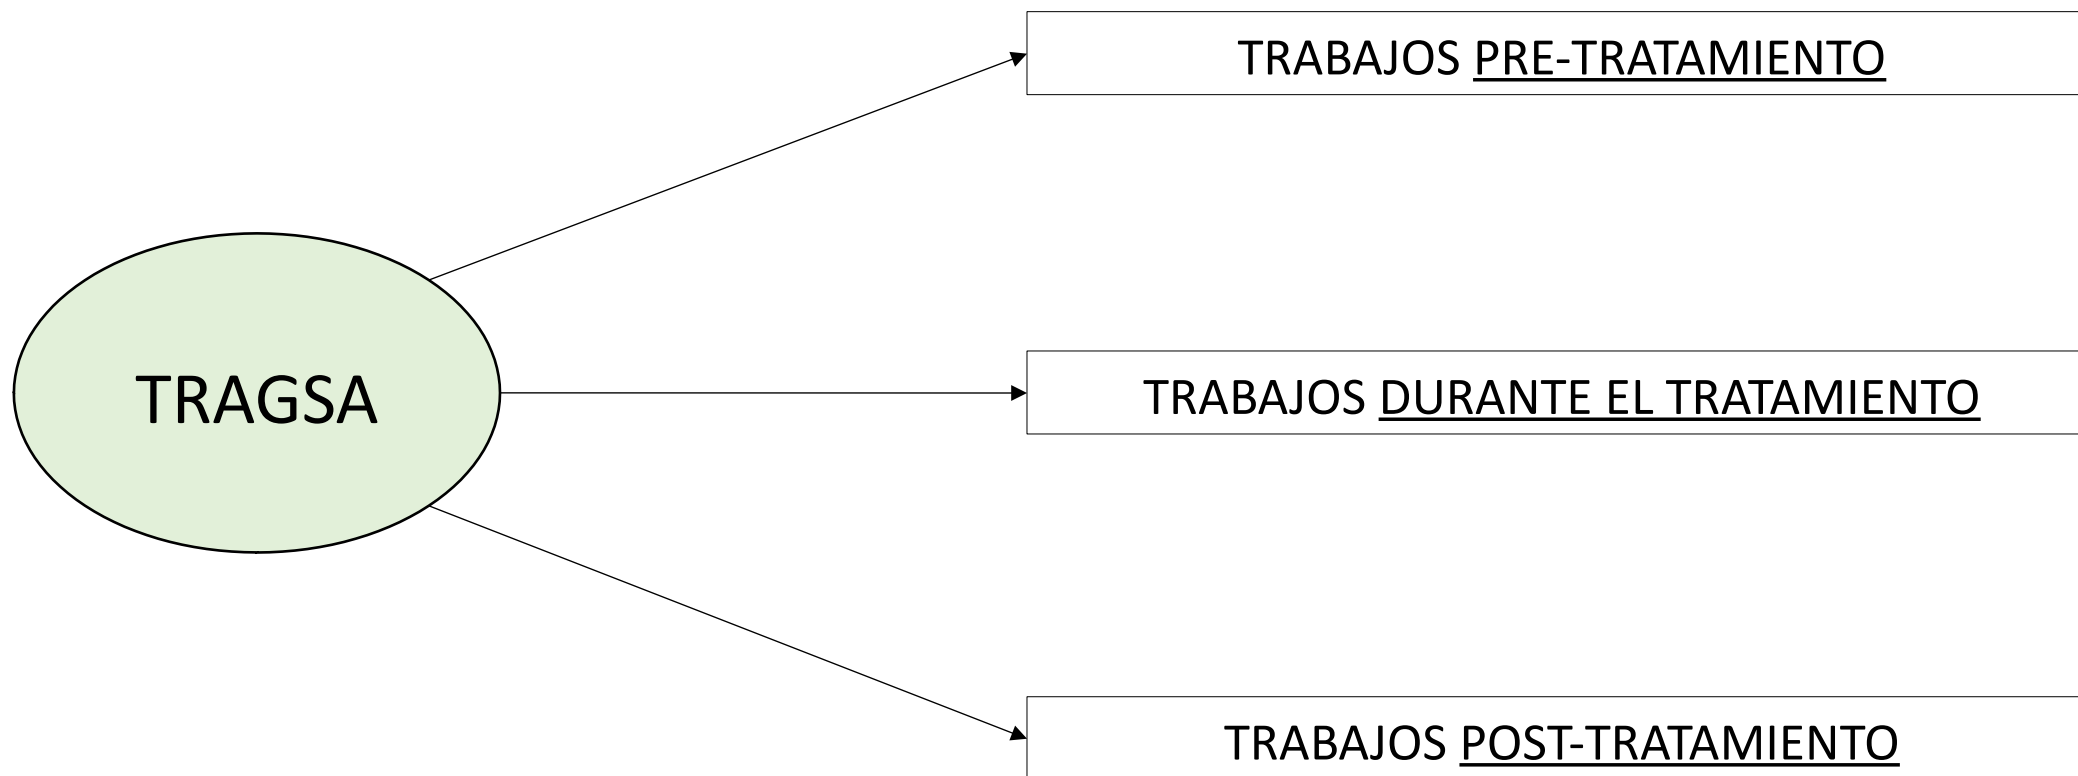 TRABAJOS PRE-TRATAMIENTO
TRAGSA
TRABAJOS DURANTE EL TRATAMIENTO
TRABAJOS POST-TRATAMIENTO